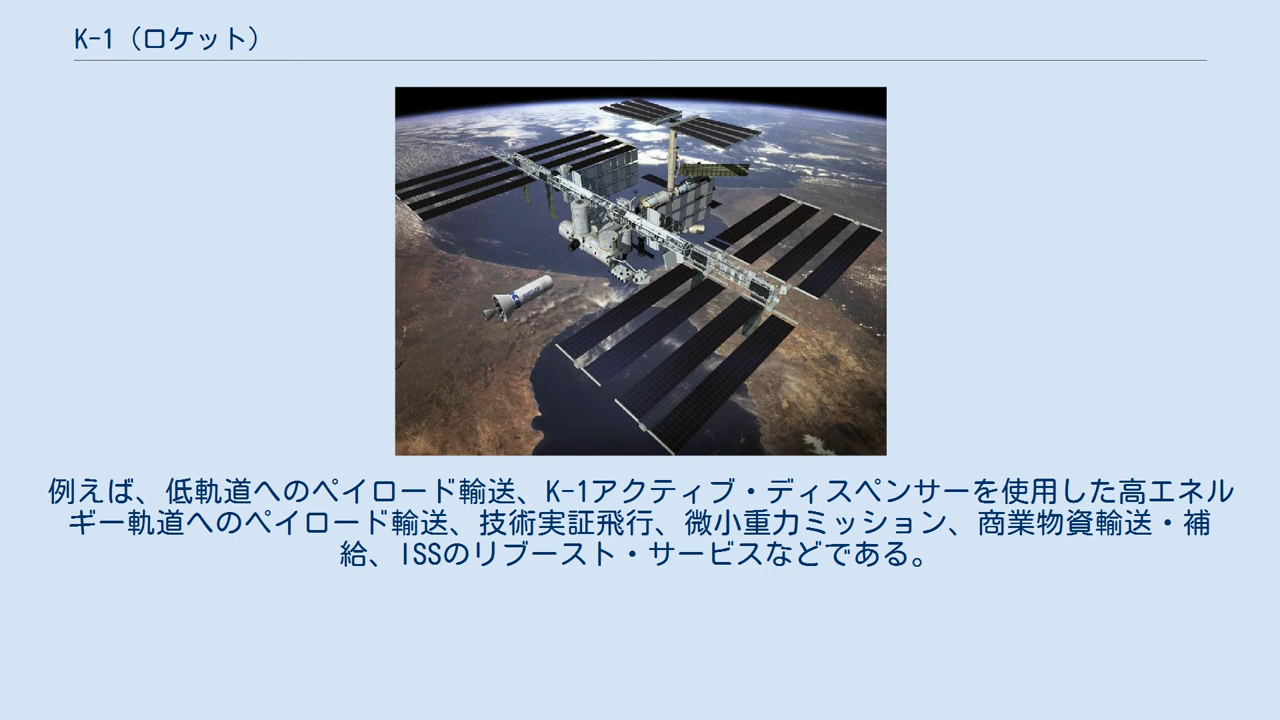 K-1（ロケット）
例えば、低軌道へのペイロード輸送、K-1アクティブ・ディスペンサーを使用した高エネル
ギー軌道へのペイロード輸送、技術実証飛行、微小重力ミッション、商業物資輸送・補
給、ISSのリブースト・サービスなどである。